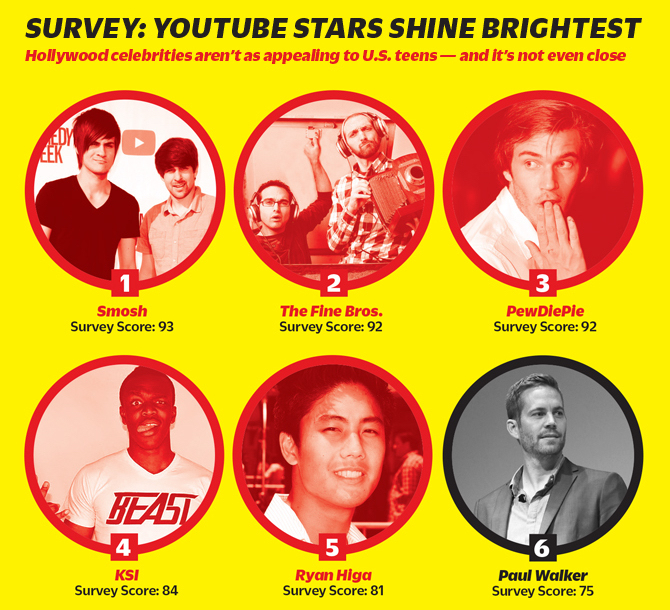 SURVEY: YOUTUBE STARS SHINE BRIGHTEST
Hollywood celebrities aren't as appealing to U.S. teens — and it's not even close
EDY
EEK
1
2
3
Smosh
The Fine Bros.
PewDiePie
Survey Score: 93
Survey Score: 92
Survey Score: 92
BEAST
4
5
6
KSI
Ryan Higa
Paul Walker
Survey Score: 84
Survey Score: 81
Survey Score: 75